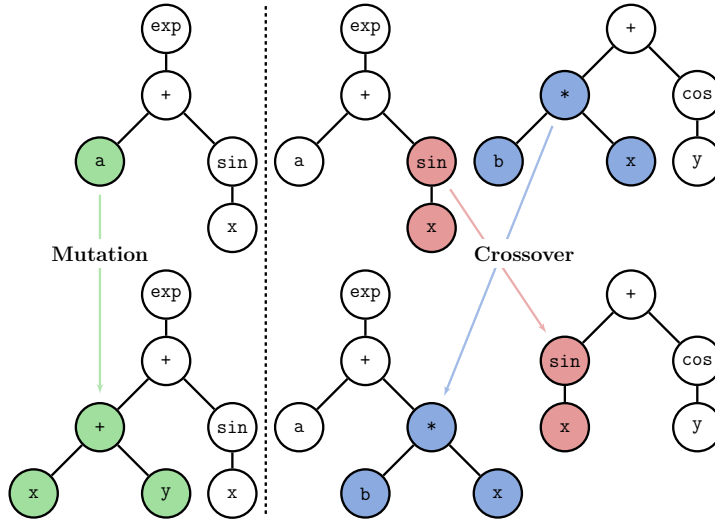 exp exp +
+ + * cos
a sin a sin b x y
x x
Mutation Crossover
exp exp +
+ + sin cos
+ sin a * x y
x y x b x